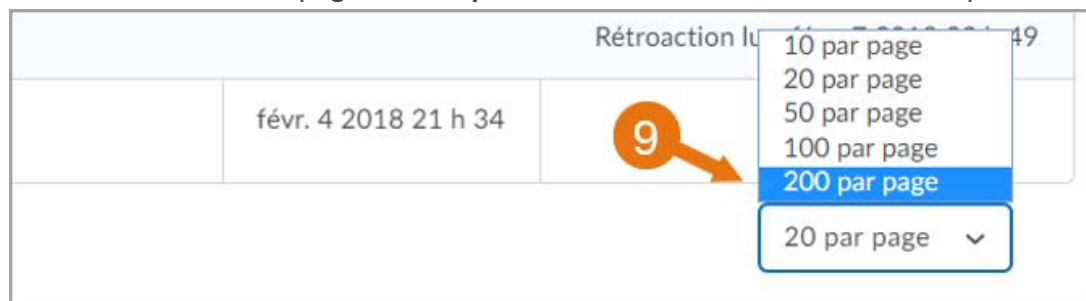 Rétroaction lu
49
10 par page
20 par page
50 par page
100 par page
200 par page
févr. 4 2018 21 h 34
9
20 par page